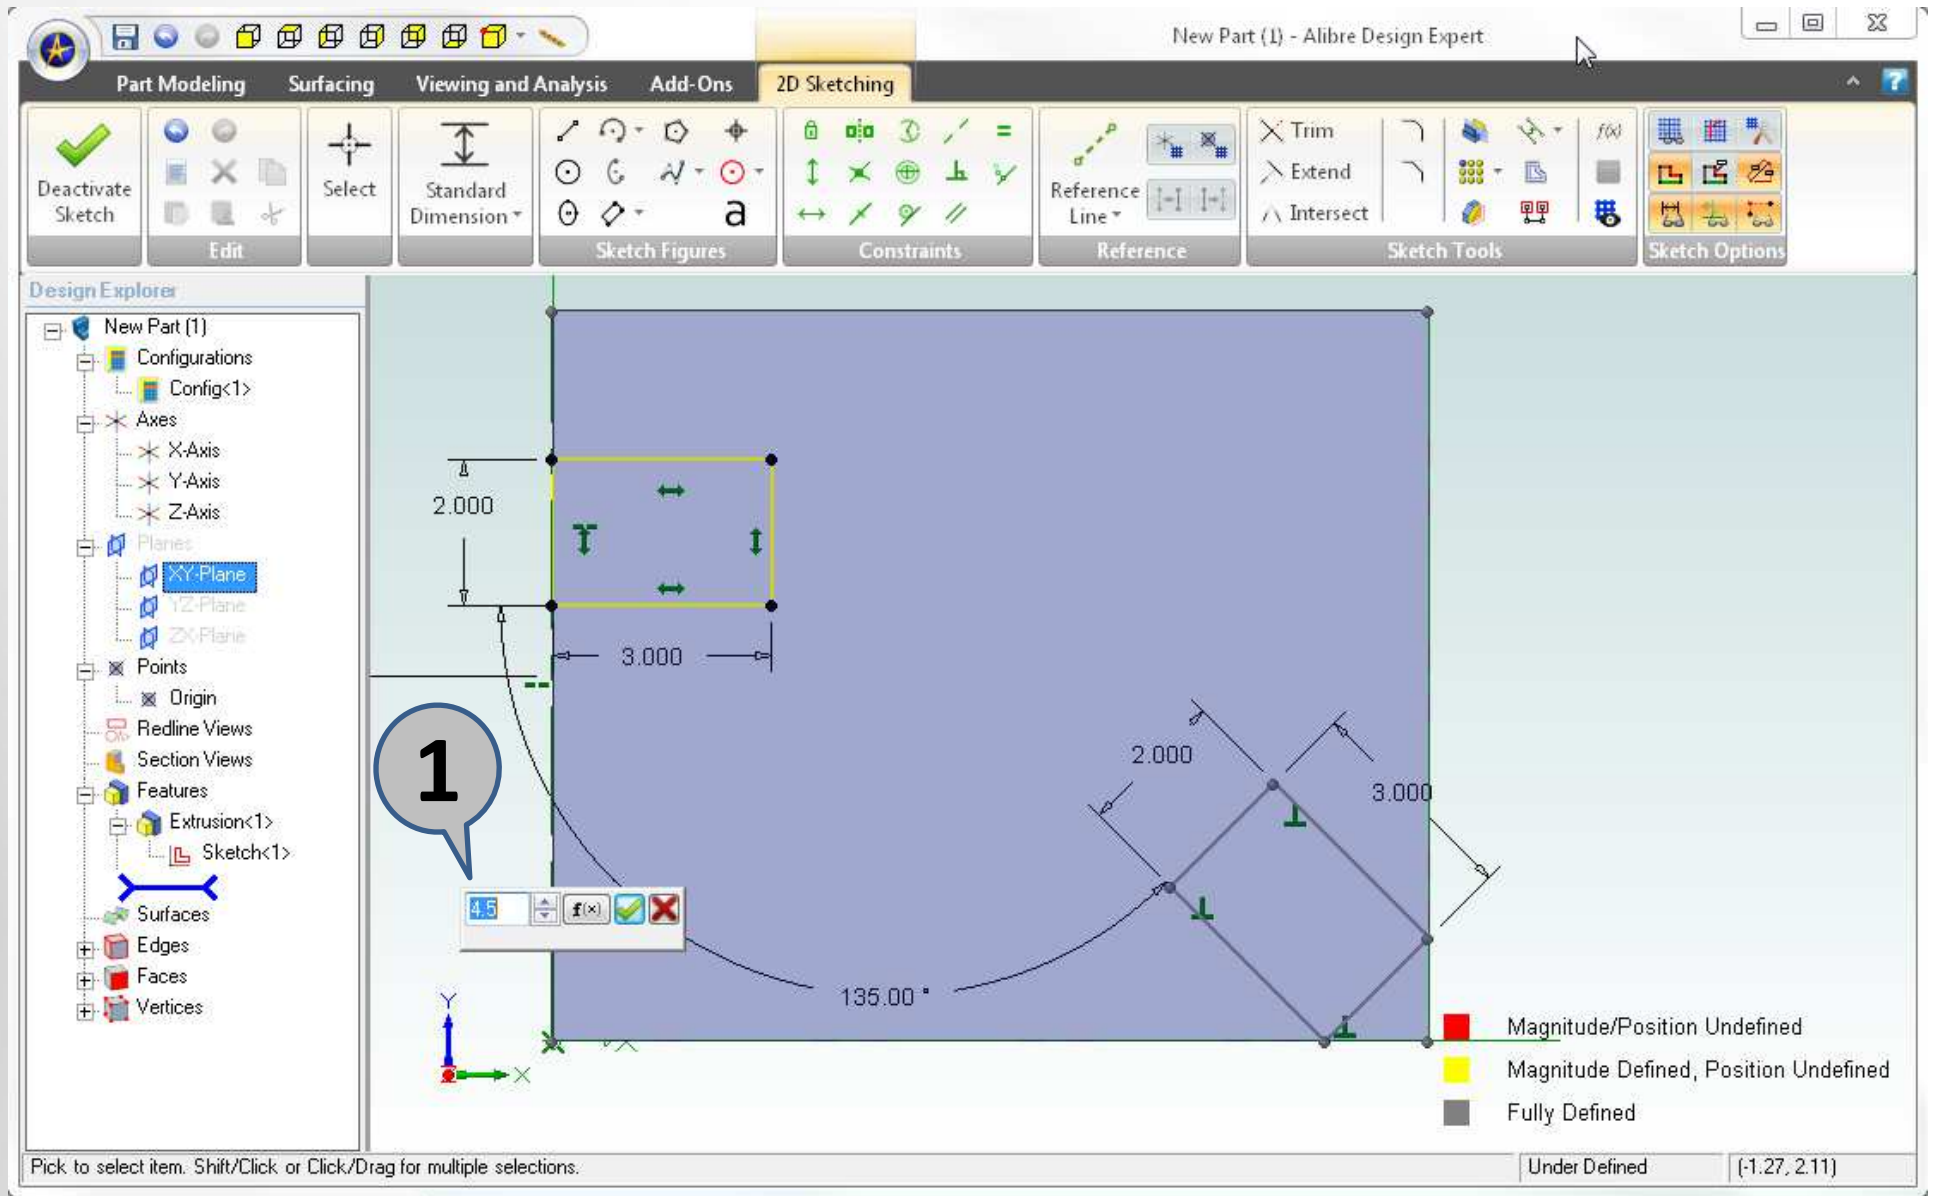 New Part (1) - Alibre Design Expert
Part Modeling Surfacing Viewing and Analysis Add-Ons 2D Sketching
?
Deactivate Sketch
Edit
Select
Standard Dimension
a
Sketch Figures
Constraints
Reference Line
Reference
Trim
Extend
Intersect
f(x)
Sketch Tools
Sketch Options
Design Explorer
New Part (1)
Configurations
Config<1>
Axes
X-Axis
Y-Axis
Z-Axis
Planes
XY-Plane
YZ-Plane
ZX-Plane
Points
Origin
Redline Views
Section Views
Features
Extrusion<1>
Sketch<1>
Surfaces
Edges
Faces
Vertices
2.000
3.000
1
4.5 f(x)
135.00 °
2.000
3.000
Y
X
X
Magnitude/Position Undefined
Magnitude Defined, Position Undefined
Fully Defined
Pick to select item. Shift/Click or Click/Drag for multiple selections.
Under Defined
(-1.27, 2.11)